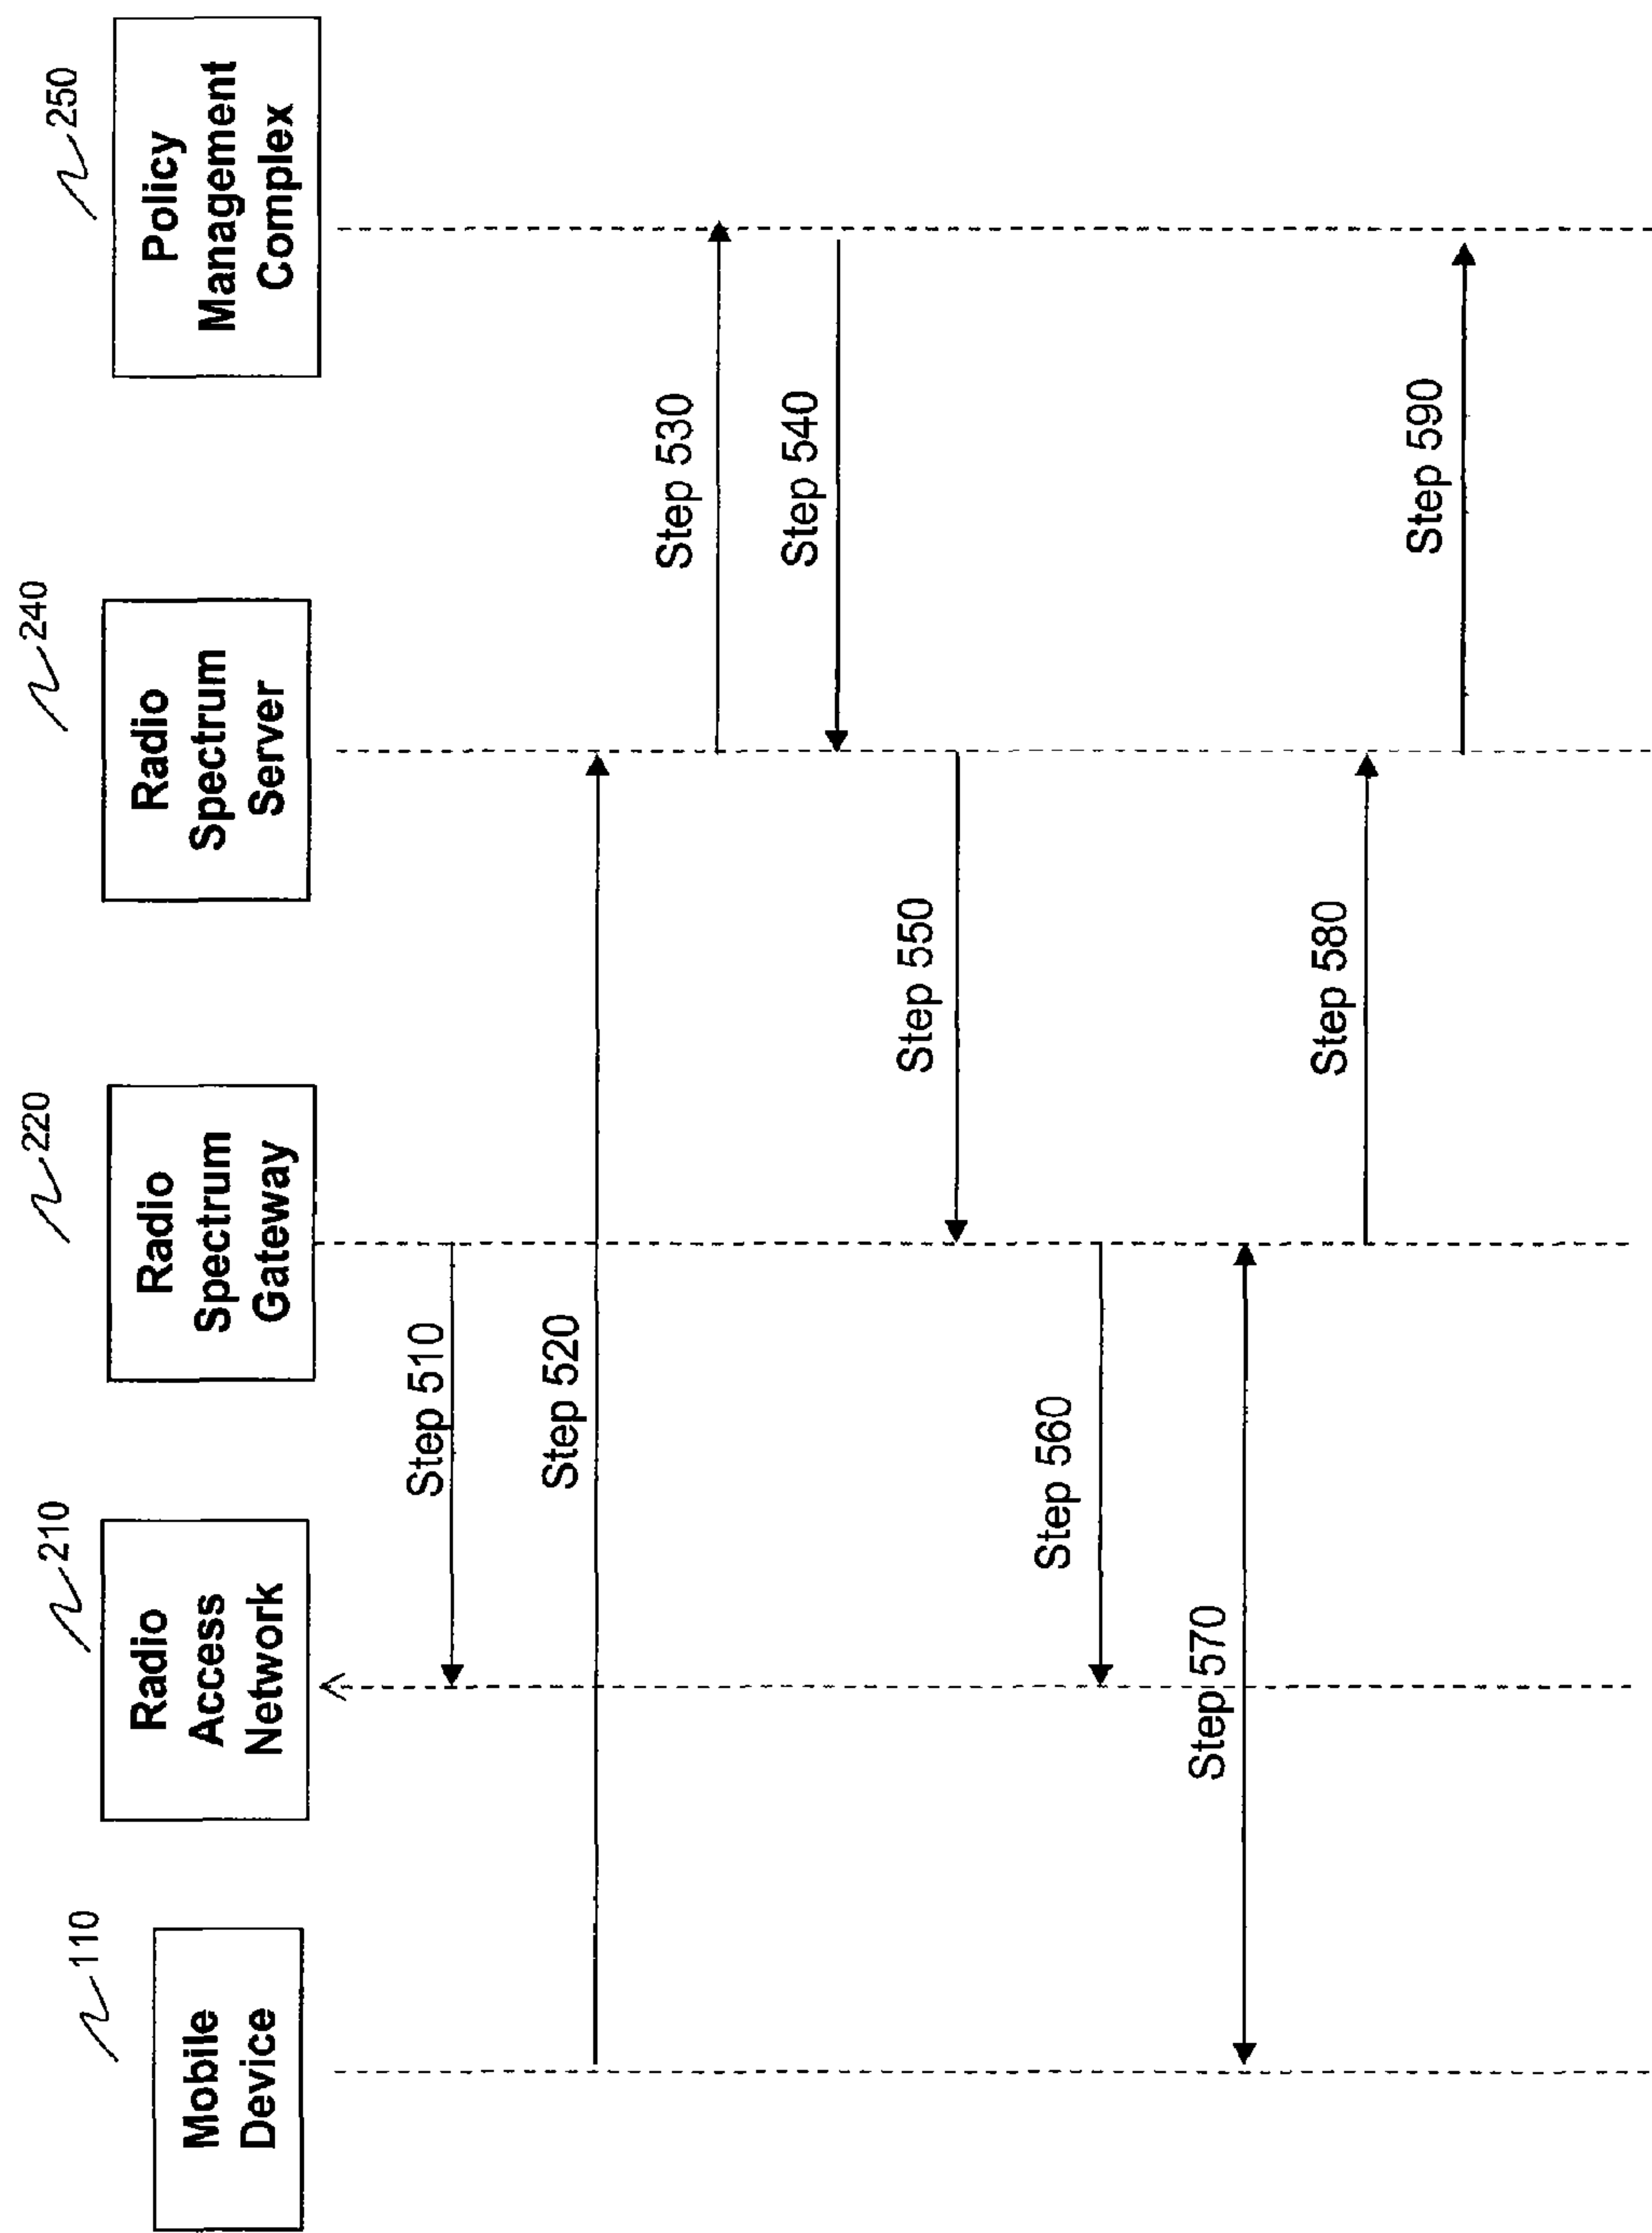 110
Mobile
Device
210
Radio
Access
Network
220
Radio
Spectrum
Gateway
240
Radio
Spectrum
Server
250
Policy
Management
Complex
Step 510
Step 520
Step 530
Step 540
Step 550
Step 560
Step 570
Step 580
Step 590